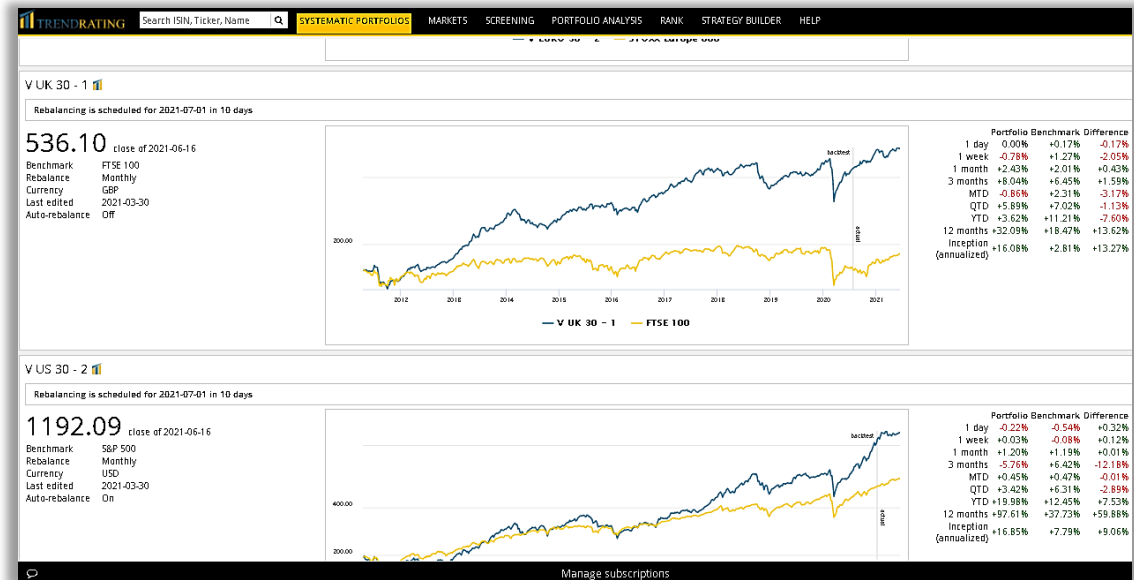 TRENDRATING Search ISIN, Ticker, Name SYSTEMATIC PORTFOLIOS MARKETS SCREENING PORTFOLIO ANALYSIS RANK STRATEGY BUILDER HELP
V EURO 30 - 2 STOXX Europe 600
V UK 30 - 1
Rebalancing is scheduled for 2021-07-01 in 10 days
536.10 close of 2021-06-16
Benchmark FTSE 100
Rebalance Monthly
Currency GBP
Last edited 2021-03-30
Auto-rebalance Off
backtest
actual
200.00
2012 2013 2014 2015 2016 2017 2018 2019 2020 2021
V UK 30 - 1 FTSE 100
Portfolio Benchmark Difference
1 day 0.00% +0.17% -0.17%
1 week -0.78% +1.27% -2.05%
1 month +2.43% +2.01% +0.43%
3 months +8.04% +6.45% +1.59%
MTD -0.86% +2.31% -3.17%
QTD +5.89% +7.02% -1.13%
YTD +3.62% +11.21% -7.60%
12 months +32.09% +18.47% +13.62%
Inception
(annualized) +16.08% +2.81% +13.27%
V US 30 - 2
Rebalancing is scheduled for 2021-07-01 in 10 days
1192.09 close of 2021-06-16
Benchmark S&P 500
Rebalance Monthly
Currency USD
Last edited 2021-03-30
Auto-rebalance On
backtest
actual
400.00
200.00
Portfolio Benchmark Difference
1 day -0.22% -0.54% +0.32%
1 week +0.03% -0.08% +0.12%
1 month +1.20% +1.19% +0.01%
3 months -5.76% +6.42% -12.18%
MTD +0.45% +0.47% -0.01%
QTD +3.42% +6.31% -2.89%
YTD +19.98% +12.45% +7.53%
12 months +97.61% +37.73% +59.88%
Inception
(annualized) +16.85% +7.79% +9.06%
Manage subscriptions